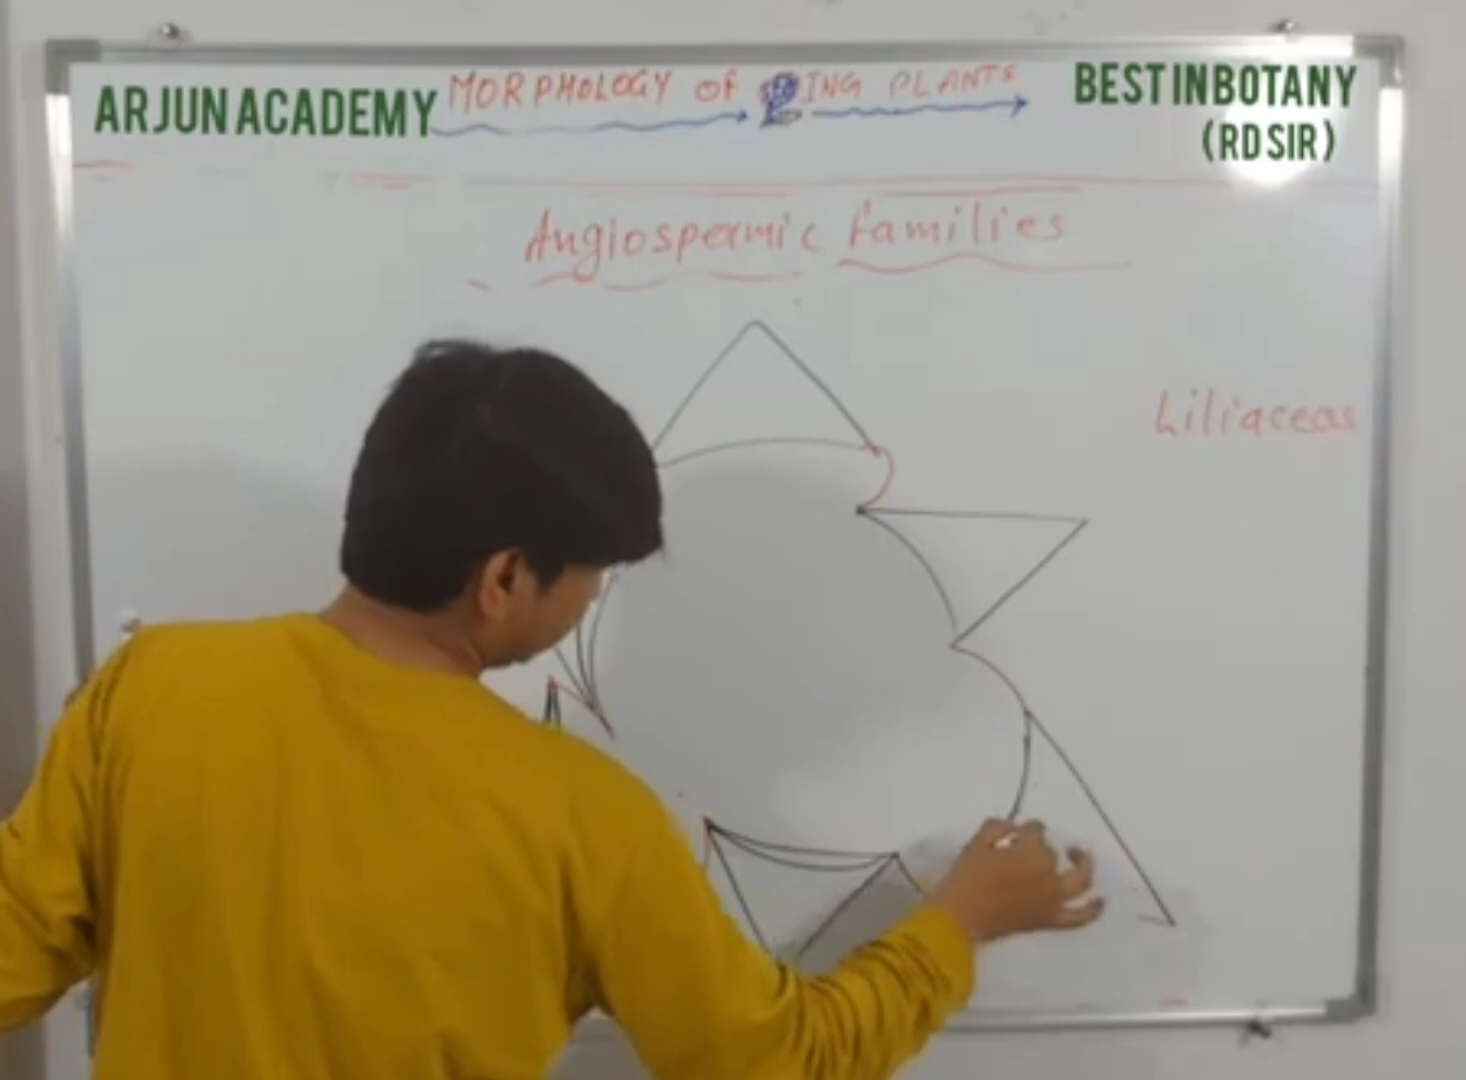 ARJUN ACADEMY
MORPHOLOGY OF ING PLANTS
BEST IN BOTANY
(RD SIR)
Angiospermic families
Liliaceae